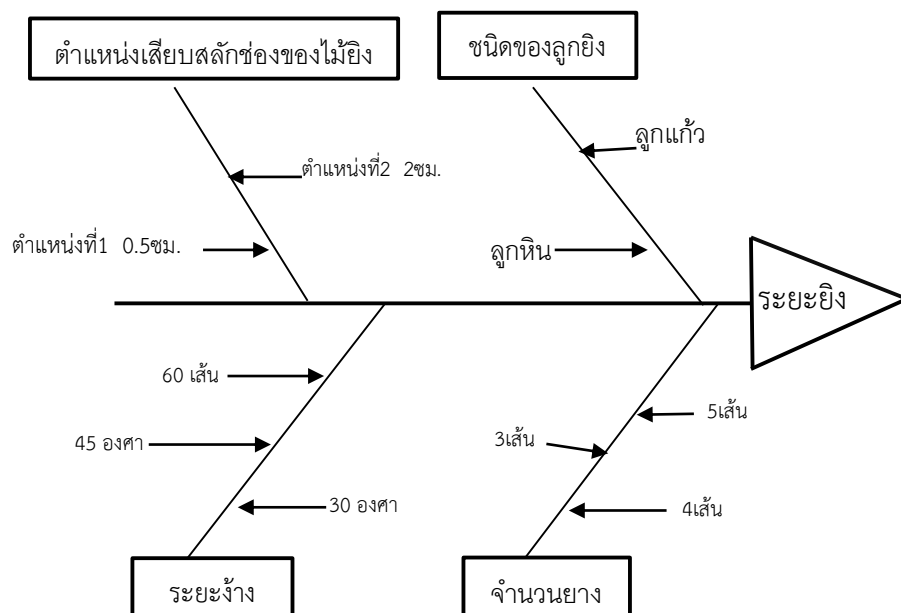 ตำแหน่งเสียบสลักช่องของไม้ยิง
ชนิดของลูกยิง
ลูกแก้ว
ตำแหน่งที่2 2ซม.
ตำแหน่งที่1 0.5ซม.
ลูกหิน
ระยะยิง
60 เส้น
5เส้น
45 องศา
3เส้น
30 องศา
4เส้น
ระยะง้าง
จำนวนยาง